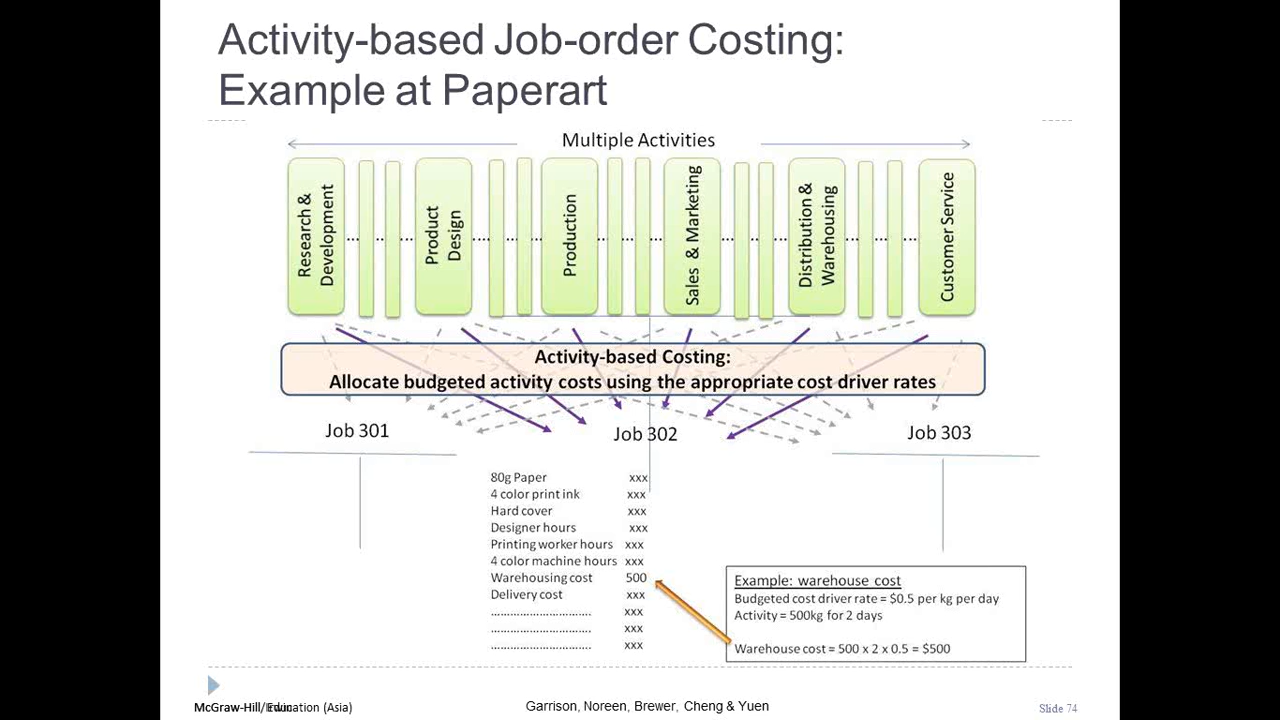 Activity-based Job-order Costing:
Example at Paperart
Multiple Activities
Research &
Development
Product
Design
Production
Sales & Marketing
Distribution &
Warehousing
Customer Service
Activity-based Costing:
Allocate budgeted activity costs using the appropriate cost driver rates
Job 301
Job 302
Job 303
80g Paper xxx
4 color print ink xxx
Hard cover xxx
Designer hours xxx
Printing worker hours xxx
4 color machine hours xxx
Warehousing cost 500
Delivery cost xxx
................................ xxx
................................ xxx
................................ xxx
Example: warehouse cost
Budgeted cost driver rate = $0.5 per kg per day
Activity = 500kg for 2 days
Warehouse cost = 500 x 2 x 0.5 = $500
McGraw-Hill/Education (Asia)
Garrison, Noreen, Brewer, Cheng & Yuen
Slide 74